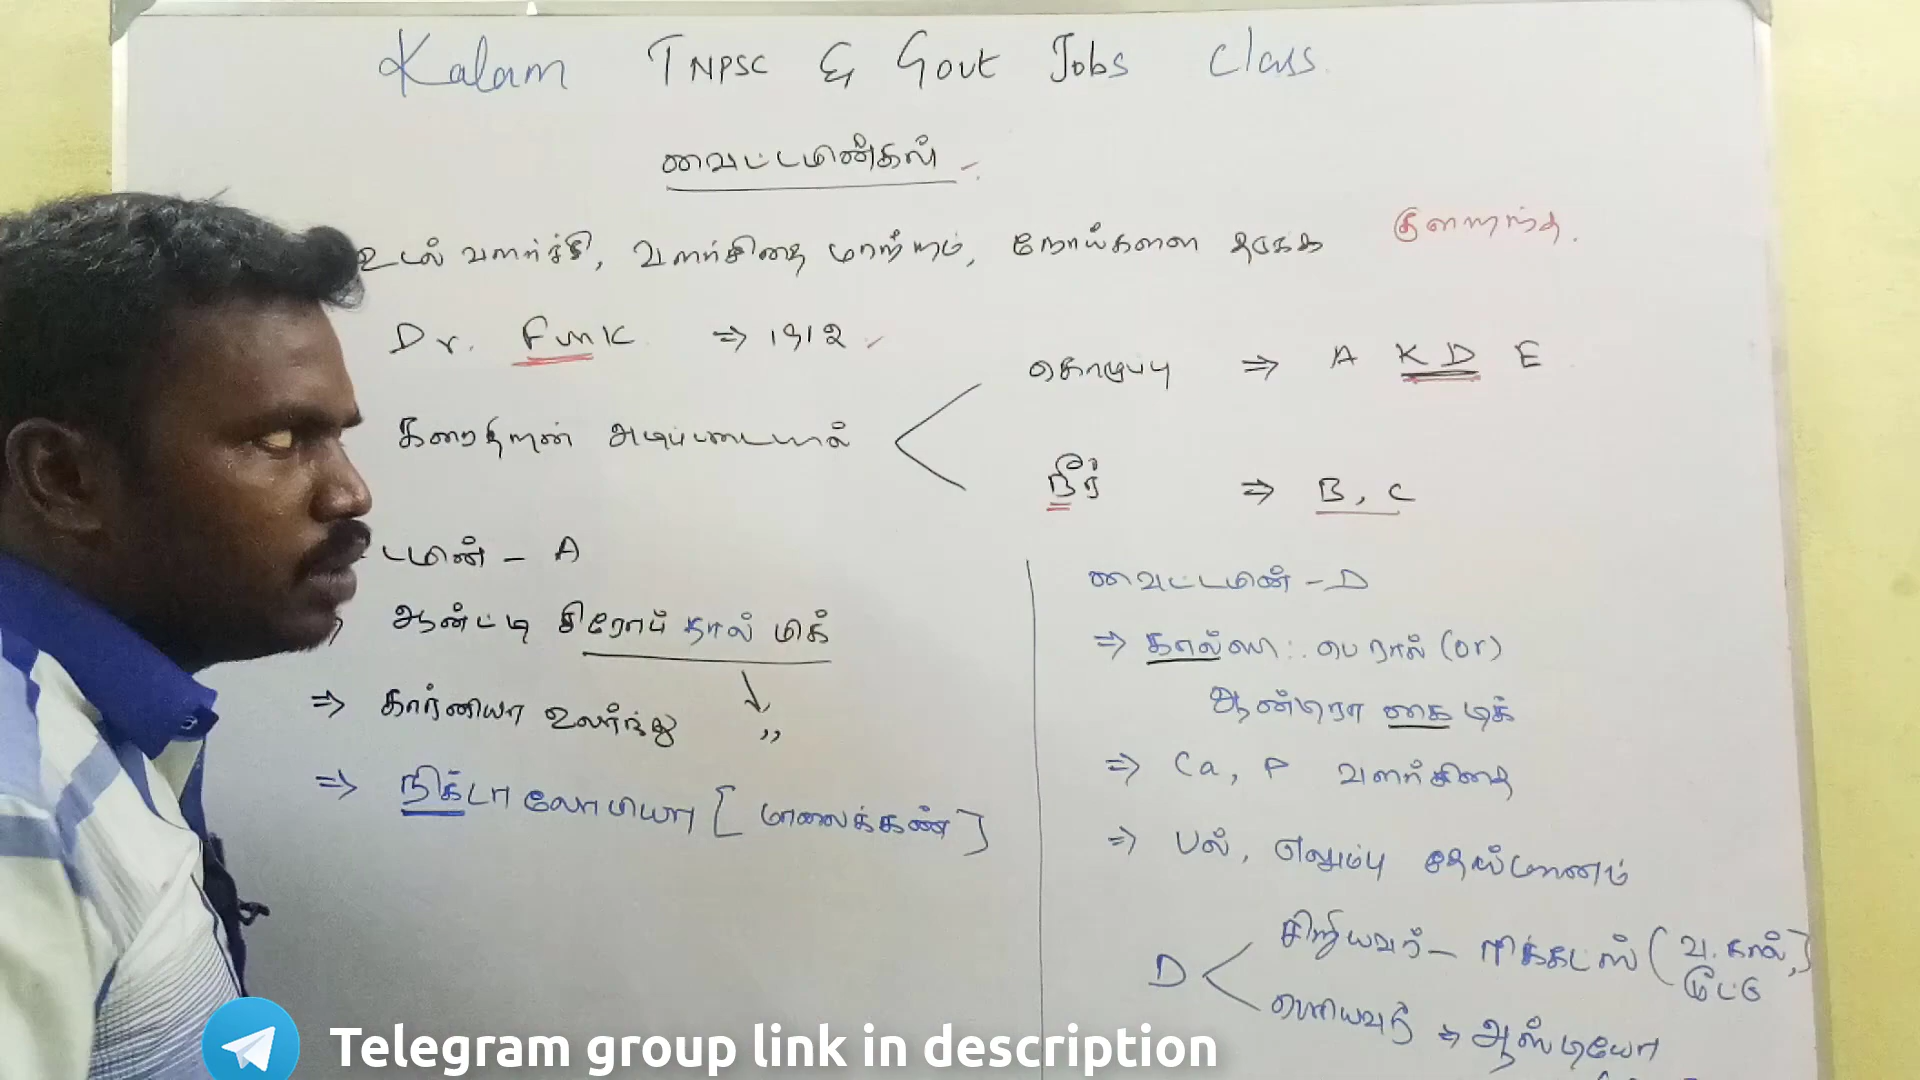 Kalam TNPSC & Govt Jobs Class.
வைட்டமின்கள்
உடல் வளர்ச்சி, வளர்சிதை மாற்றம், நோய்களை தடுக்க
Dr. Funk ⇒ 1912
கொழுப்பு ⇒ A K D E
கரைதிறன் அடிப்படையில்
நீர் ⇒ B, C
டமின் - A
ஆன்ட்டி சிரோப் தால் மிக்
⇒ கார்னியா உலர்ந்து ,,
⇒ நிக்டாலோபியா [ மாலைக்கண் ]
வைட்டமின் - D
⇒ கால்சிஃபெரால் (or)
ஆன்டிரா கைடிக்
⇒ Ca, P வளர்சிதை
⇒ பல், எலும்பு தேய்மானம்
D
சிறியவர் - ரிக்கட்ஸ் ( வ. கால்,
மூட்டு
பெரியவர் ⇒ ஆஸ்டியோ
Telegram group link in description